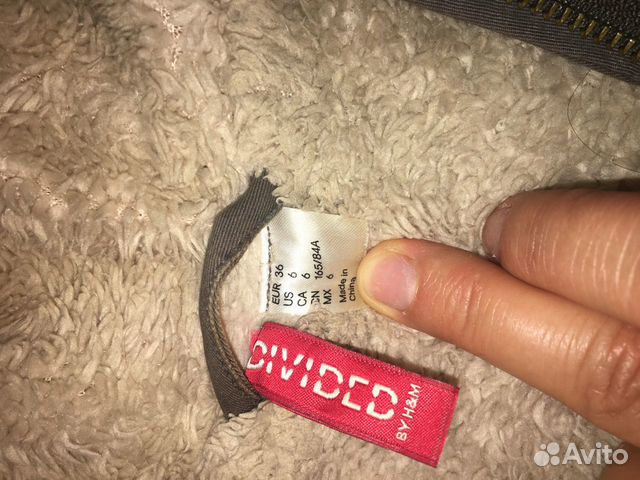 EUR 36
US 6
CA 6
CN 165/84A
MX 6
Made in
China
DIVIDED
BY H&M
Avito